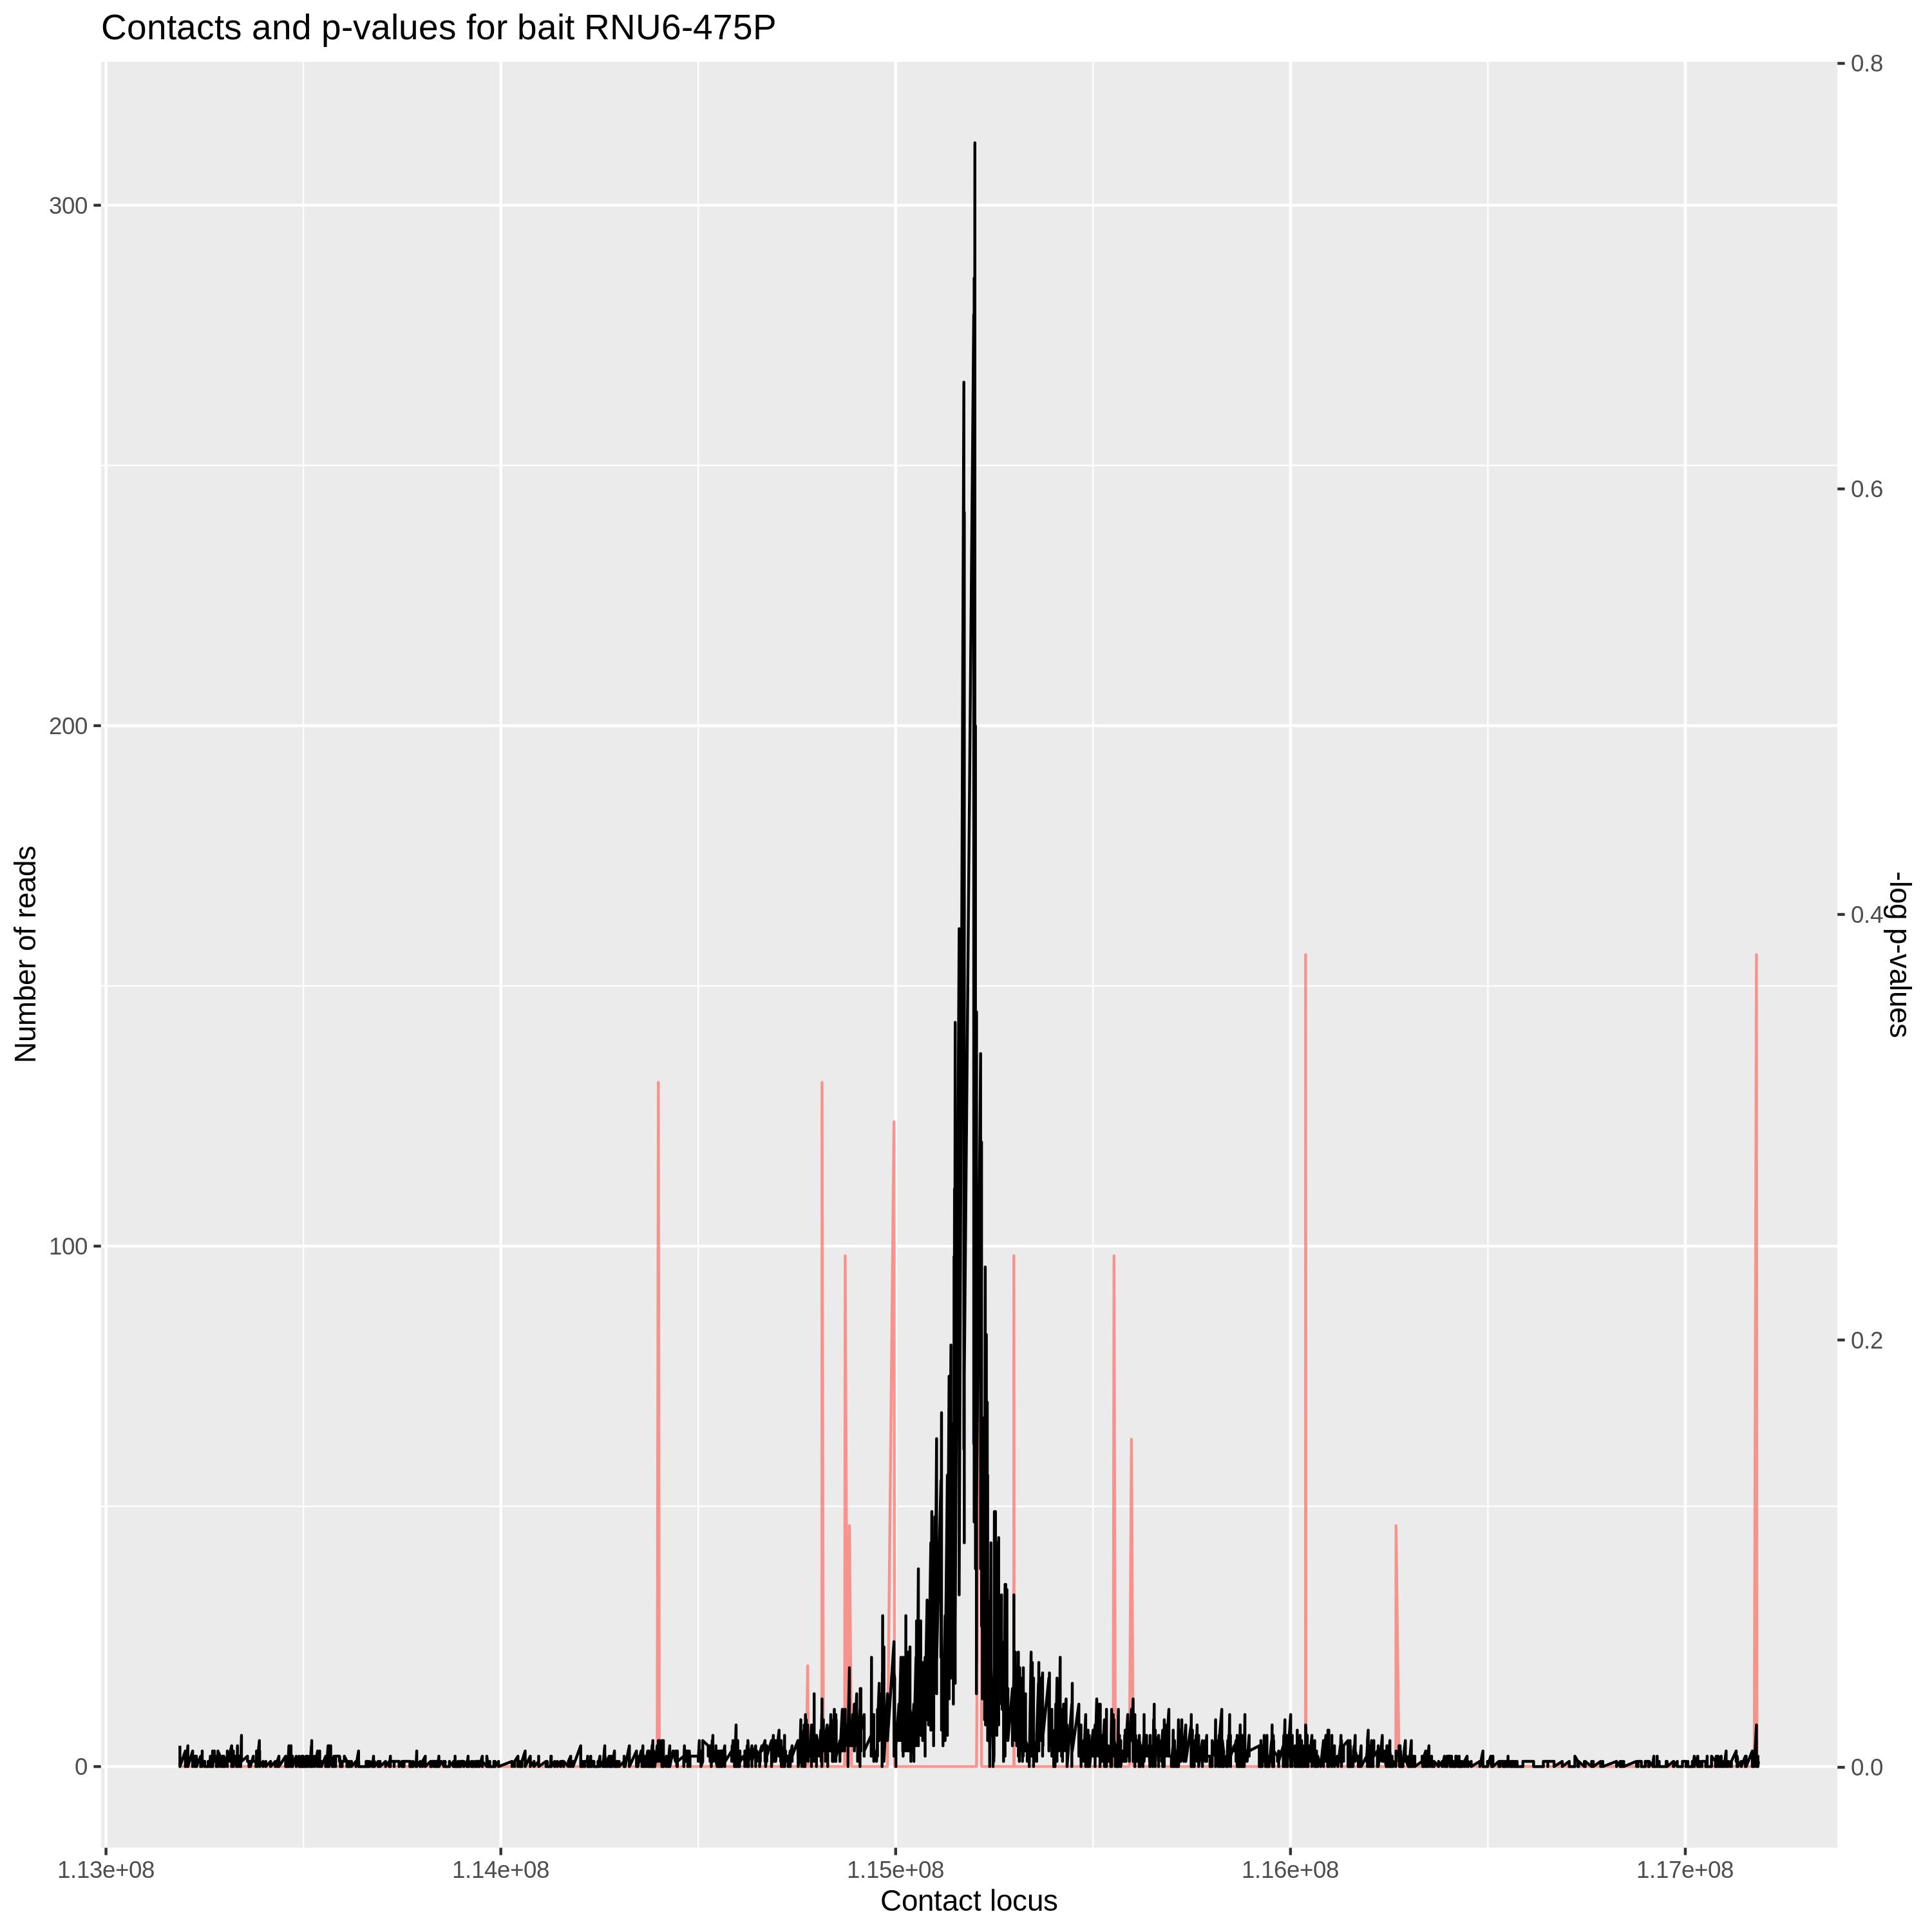 Contacts and p-values for bait RNU6-475P
0.8
300
0.6
200
Number of reads
0.4
-log p-values
100
0.2
0
0.0
1.13e+08 1.14e+08 1.15e+08 1.16e+08 1.17e+08
Contact locus